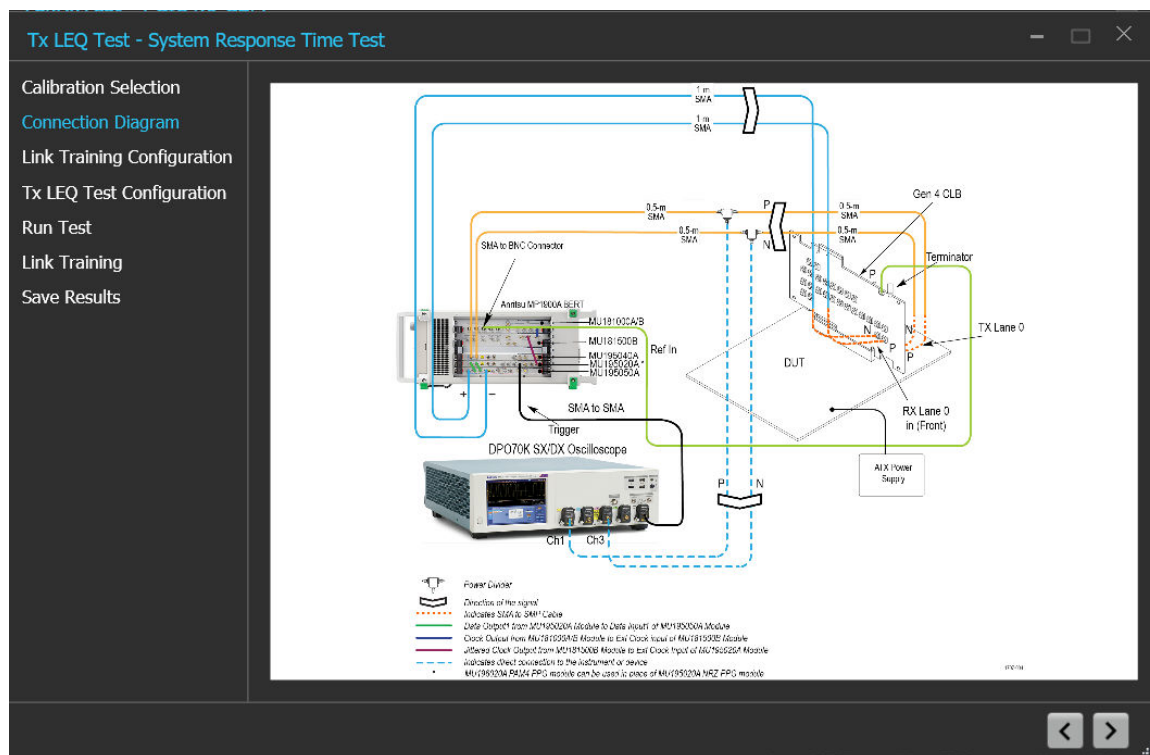 Tx LEQ Test - System Response Time Test
Calibration Selection
Connection Diagram
Link Training Configuration
Tx LEQ Test Configuration
Run Test
Link Training
Save Results
1 m
SMA
1 m
SMA
Gen 4 CLB
0.5-m
SMA
P
0.5-m
SMA
0.5-m
SMA
N
0.5-m
SMA
SMA to BNC Connector
P
Terminator
Anritsu MP1900A BERT
MU181000A/B
MU181500B
MU195040A
MU195020A *
MU195050A
Ref In
N
P
N
P
TX Lane 0
DUT
RX Lane 0
in (Front)
+
–
SMA to SMA
Trigger
DPO70K SX/DX Oscilloscope
ATX Power
Supply
P
N
Ch1
Ch3
Power Divider
Direction of the signal
Indicates SMA to SMP Cable
Data Output1 from MU195020A Module to Data Input1 of MU195050A Module
Clock Output from MU181000A/B Module to Ext Clock input of MU181500B Module
Jittered Clock Output from MU181500B Module to Ext Clock Input of MU195020A Module
Indicates direct connection to the instrument or device
* MU196020A PAM4 PPG module can be used in place of MU195020A NRZ PPG module